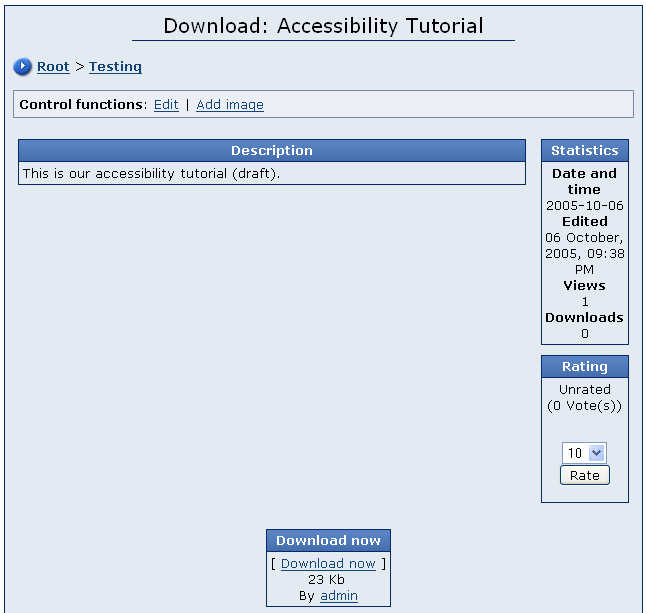 Download: Accessibility Tutorial
Root > Testing
Control functions: Edit | Add image
Description
This is our accessibility tutorial (draft).
Statistics
Date and
time
2005-10-06
Edited
06 October,
2005, 09:38
PM
Views
1
Downloads
0
Rating
Unrated
(0 Vote(s))
10
Rate
Download now
[ Download now ]
23 Kb
By admin